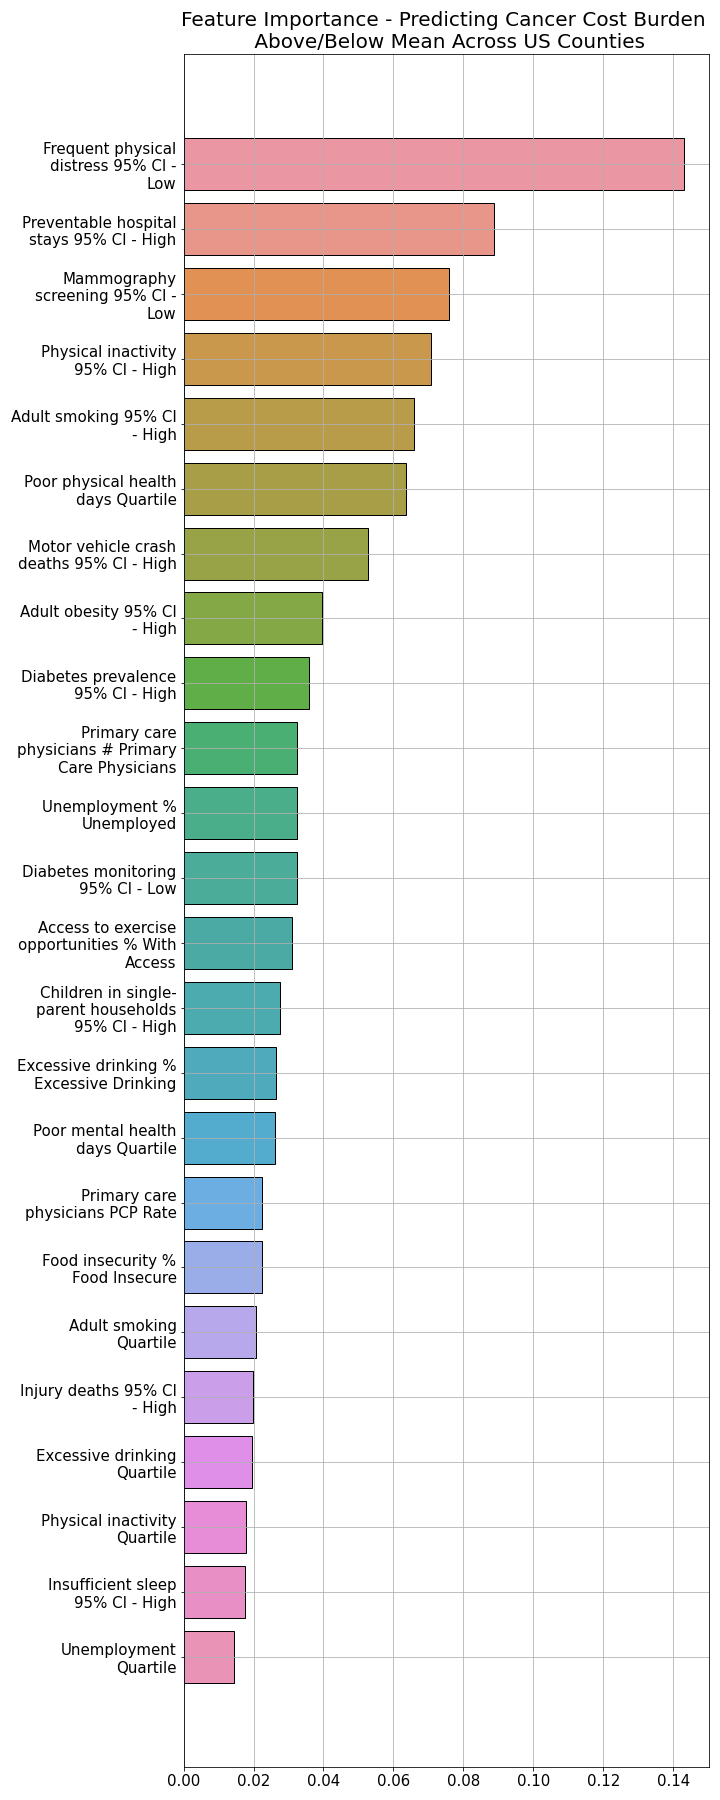 Feature Importance - Predicting Cancer Cost Burden
Above/Below Mean Across US Counties
Frequent physical
distress 95% CI -
Low
Preventable hospital
stays 95% CI - High
Mammography
screening 95% CI -
Low
Physical inactivity
95% CI - High
Adult smoking 95% CI
- High
Poor physical health
days Quartile
Motor vehicle crash
deaths 95% CI - High
Adult obesity 95% CI
- High
Diabetes prevalence
95% CI - High
Primary care
physicians # Primary
Care Physicians
Unemployment %
Unemployed
Diabetes monitoring
95% CI - Low
Access to exercise
opportunities % With
Access
Children in single-
parent households
95% CI - High
Excessive drinking %
Excessive Drinking
Poor mental health
days Quartile
Primary care
physicians PCP Rate
Food insecurity %
Food Insecure
Adult smoking
Quartile
Injury deaths 95% CI
- High
Excessive drinking
Quartile
Physical inactivity
Quartile
Insufficient sleep
95% CI - High
Unemployment
Quartile
0.00 0.02 0.04 0.06 0.08 0.10 0.12 0.14